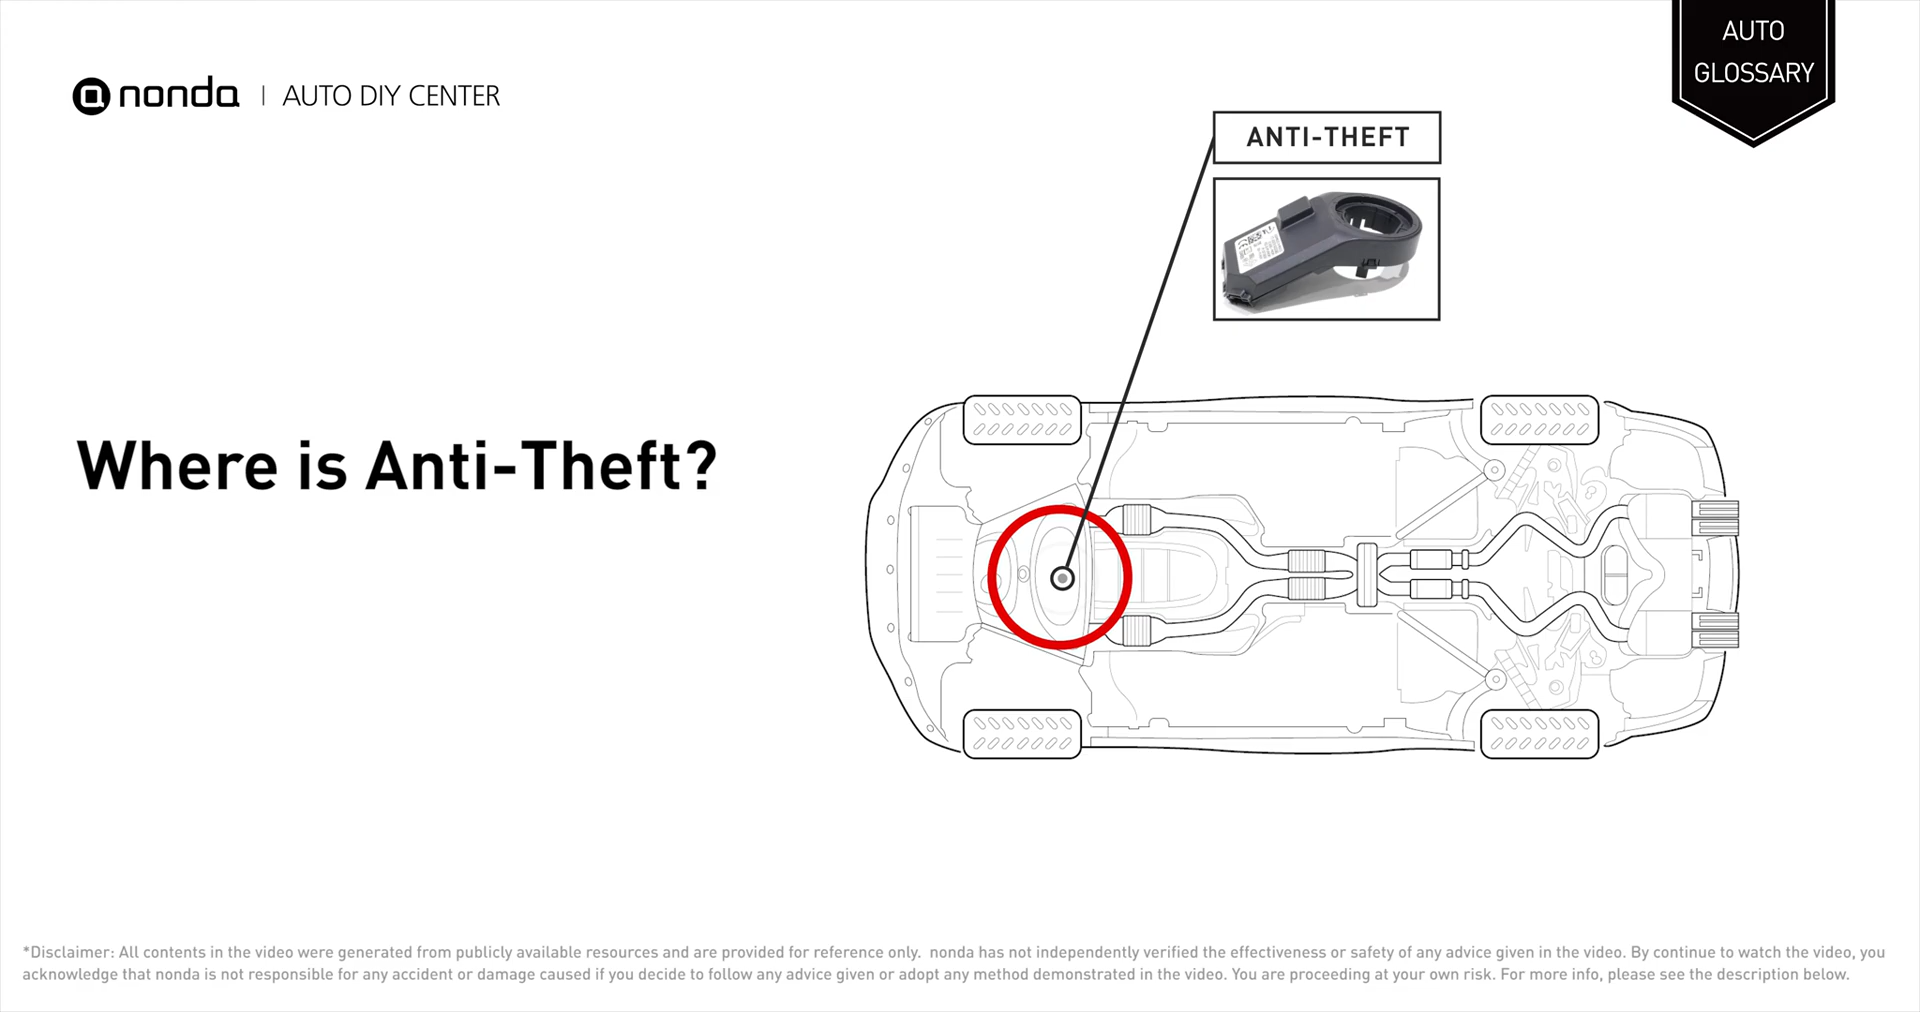 nonda | AUTO DIY CENTER
AUTO
GLOSSARY
ANTI-THEFT
Where is Anti-Theft?
*Disclaimer: All contents in the video were generated from publicly available resources and are provided for reference only. nonda has not independently verified the effectiveness or safety of any advice given in the video. By continue to watch the video, you
acknowledge that nonda is not responsible for any accident or damage caused if you decide to follow any advice given or adopt any method demonstrated in the video. You are proceeding at your own risk. For more info, please see the description below.